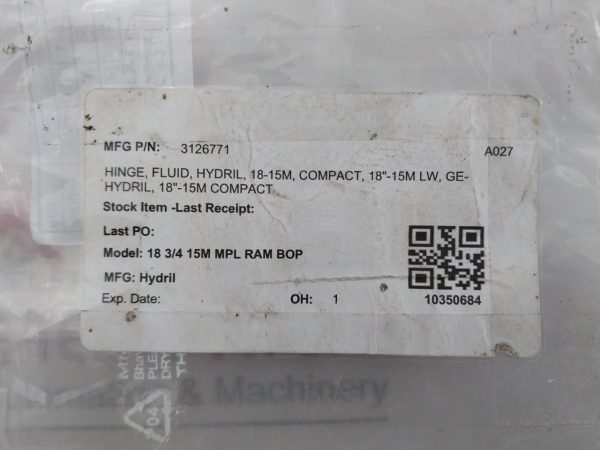 MFG P/N: 3126771
A027
HINGE, FLUID, HYDRIL, 18-15M, COMPACT, 18"-15M LW, GE-
HYDRIL, 18"-15M COMPACT
Stock Item -Last Receipt:
Last PO:
Model: 18 3/4 15M MPL RAM BOP
MFG: Hydril
Exp. Date: OH: 1 10350684
& Machinery
04